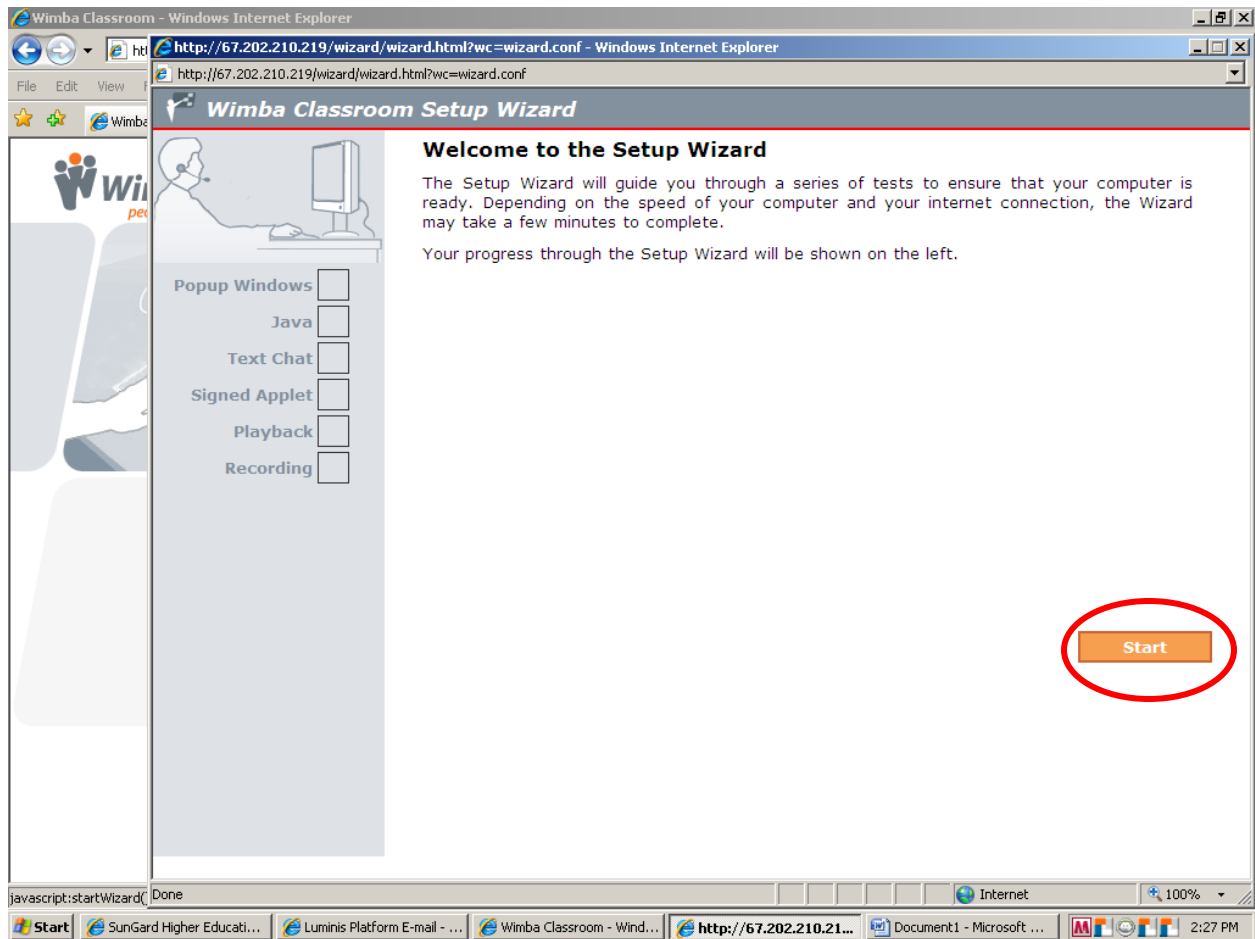 Wimba Classroom - Windows Internet Explorer
http://67.202.210.219/wizard/wizard.html?wc=wizard.conf - Windows Internet Explorer
http://67.202.210.219/wizard/wizard.html?wc=wizard.conf
File Edit View
Wimba Classroom Setup Wizard
Welcome to the Setup Wizard
The Setup Wizard will guide you through a series of tests to ensure that your computer is
ready. Depending on the speed of your computer and your internet connection, the Wizard
may take a few minutes to complete.
Your progress through the Setup Wizard will be shown on the left.
Popup Windows
Java
Text Chat
Signed Applet
Playback
Recording
Start
javascript:startWizard(
Done
Internet
100%
Start
SunGard Higher Educati...
Luminis Platform E-mail - ...
Wimba Classroom - Wind...
http://67.202.210.21...
Document1 - Microsoft ...
2:27 PM